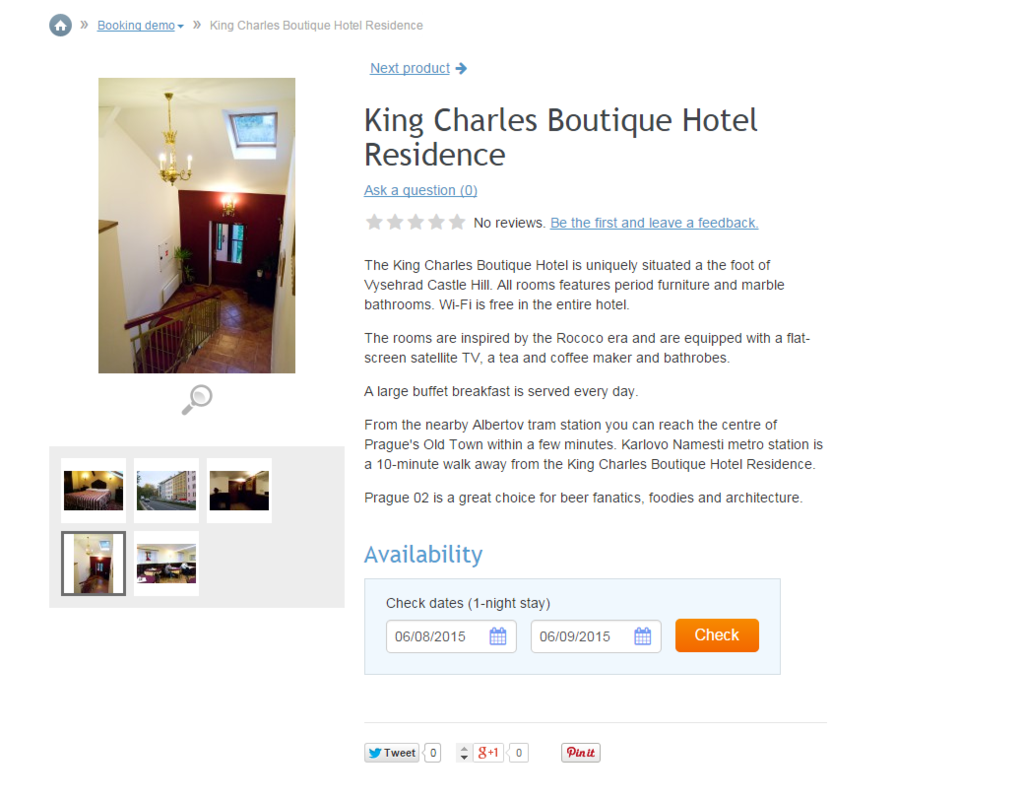 Booking demo » King Charles Boutique Hotel Residence
Next product
King Charles Boutique Hotel
Residence
Ask a question (0)
No reviews. Be the first and leave a feedback.
The King Charles Boutique Hotel is uniquely situated a the foot of
Vysehrad Castle Hill. All rooms features period furniture and marble
bathrooms. Wi-Fi is free in the entire hotel.
The rooms are inspired by the Rococo era and are equipped with a flat-
screen satellite TV, a tea and coffee maker and bathrobes.
A large buffet breakfast is served every day.
From the nearby Albertov tram station you can reach the centre of
Prague's Old Town within a few minutes. Karlovo Namesti metro station is
a 10-minute walk away from the King Charles Boutique Hotel Residence.
Prague 02 is a great choice for beer fanatics, foodies and architecture.
Availability
Check dates (1-night stay)
06/08/2015 06/09/2015 Check
Tweet 0 g+1 0 Pin it